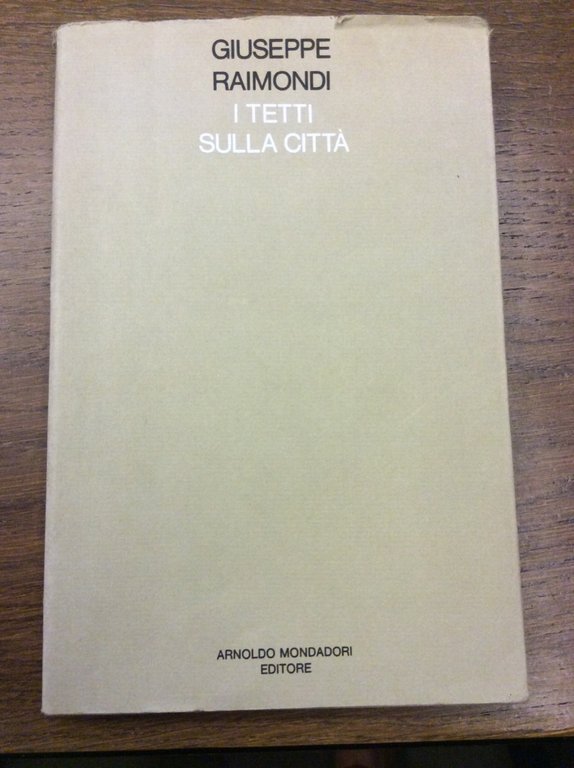 GIUSEPPE
RAIMONDI
I TETTI
SULLA CITTÀ
ARNOLDO MONDADORI
EDITORE